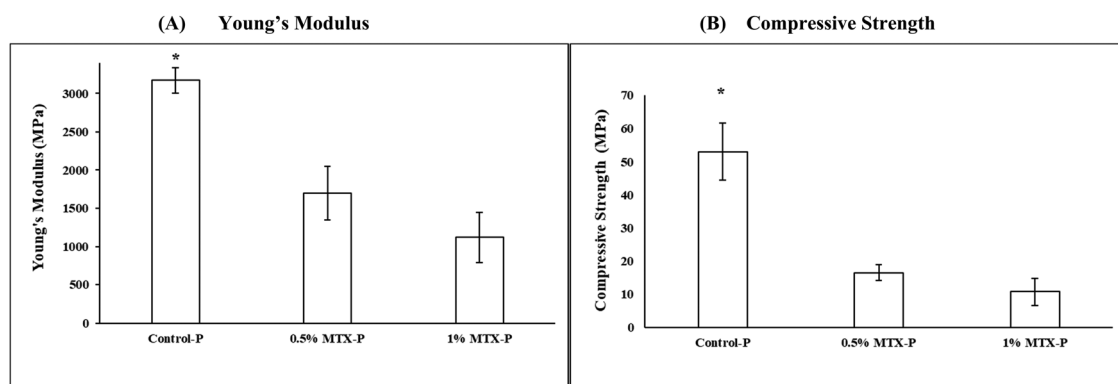 (A) Young’s Modulus
*
3000
2500
2000
1500
1000
500
0
Young's Modulus (MPa)
Control-P
0.5% MTX-P
1% MTX-P
(B) Compressive Strength
*
70
60
50
40
30
20
10
0
Compressive Strength (MPa)
Control-P
0.5% MTX-P
1% MTX-P